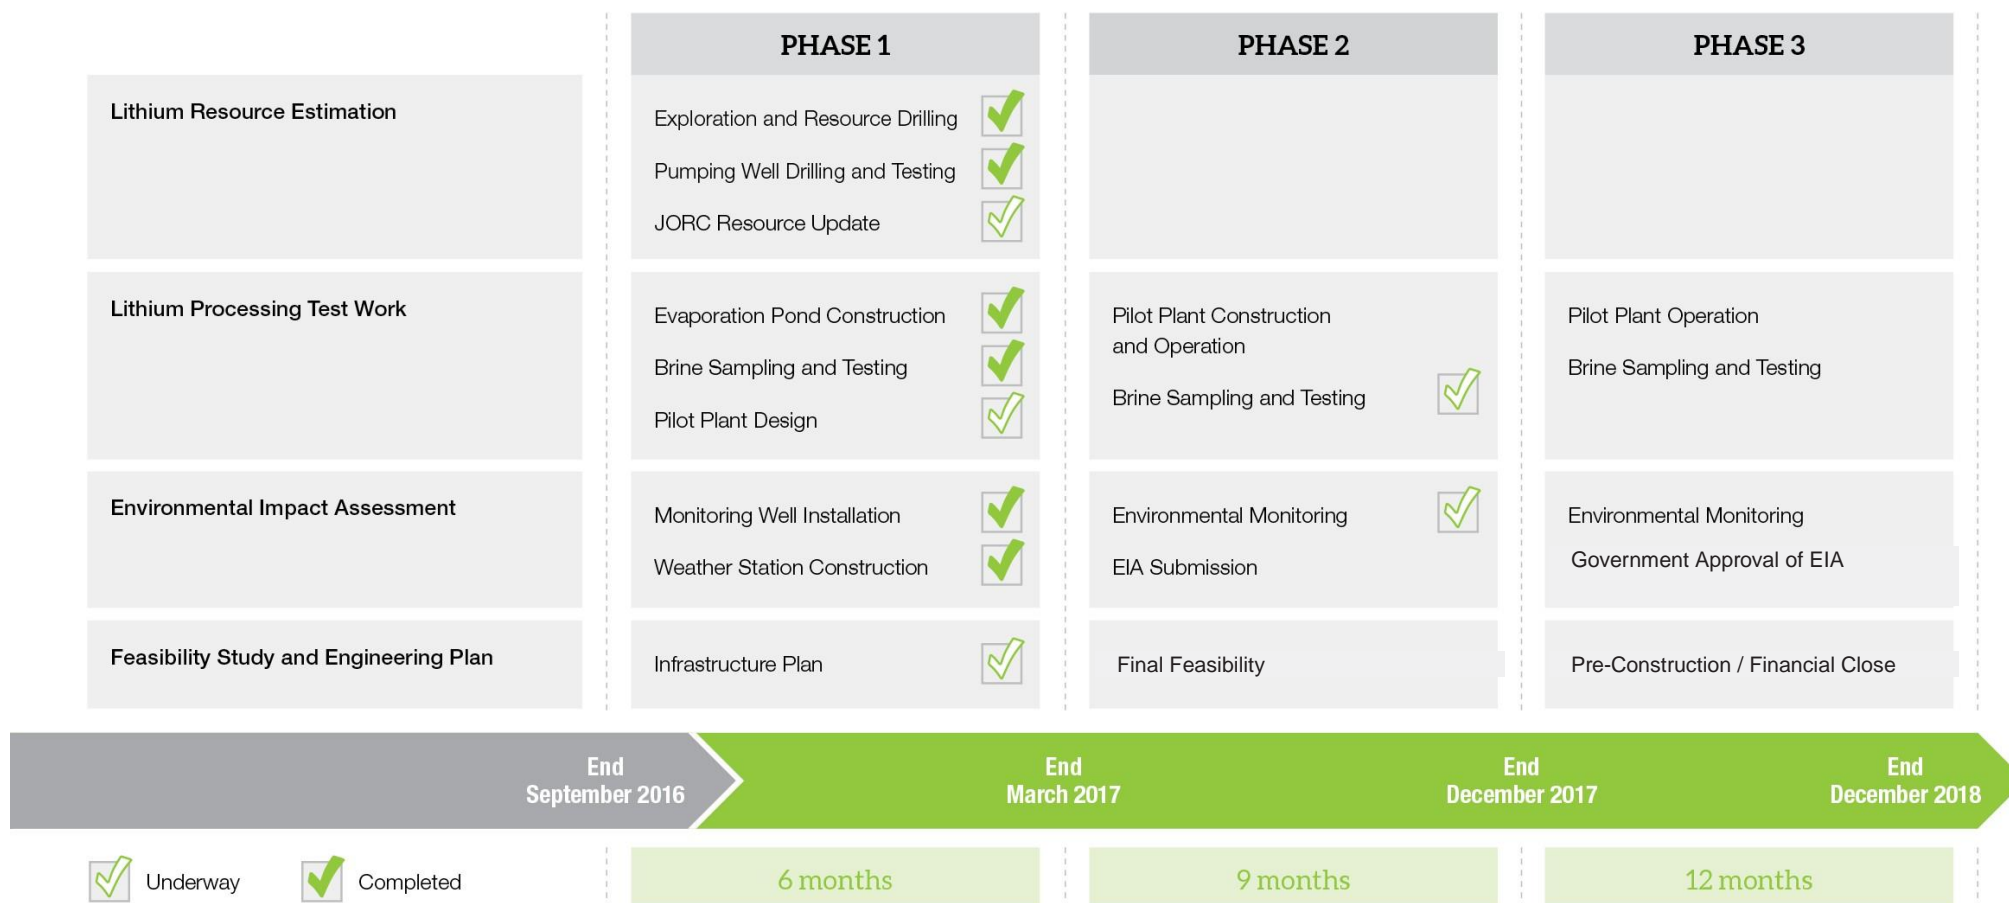 PHASE 1
PHASE 2
PHASE 3
Lithium Resource Estimation
Exploration and Resource Drilling
Pumping Well Drilling and Testing
JORC Resource Update
Lithium Processing Test Work
Evaporation Pond Construction
Brine Sampling and Testing
Pilot Plant Design
Pilot Plant Construction
and Operation
Brine Sampling and Testing
Pilot Plant Operation
Brine Sampling and Testing
Environmental Impact Assessment
Monitoring Well Installation
Weather Station Construction
Environmental Monitoring
EIA Submission
Environmental Monitoring
Government Approval of EIA
Feasibility Study and Engineering Plan
Infrastructure Plan
Final Feasibility
Pre-Construction / Financial Close
End
September 2016
End
March 2017
End
December 2017
End
December 2018
Underway
Completed
6 months
9 months
12 months